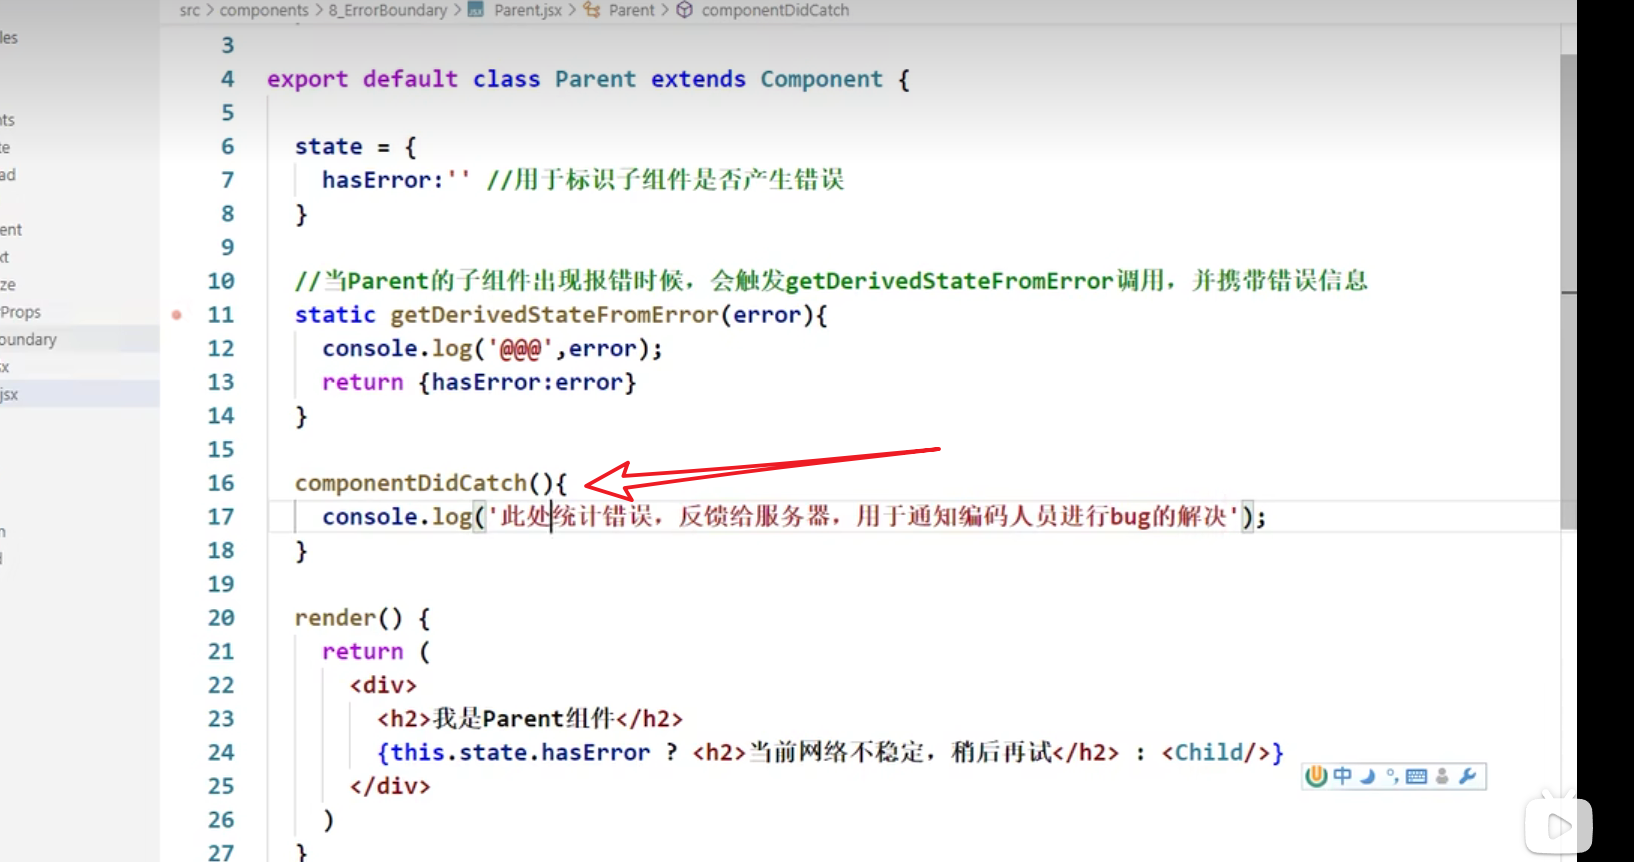 src > components > 8_ErrorBoundary > Parent.jsx > Parent > componentDidCatch
les
nts
te
ad
ent
xt
ze
Props
oundary
sx
jsx
n
d
3
4 export default class Parent extends Component {
5
6 state = {
7 hasError:'' //用于标识子组件是否产生错误
8 }
9
10 //当Parent的子组件出现报错时候，会触发getDerivedStateFromError调用，并携带错误信息
11 static getDerivedStateFromError(error){
12 console.log('@@@',error);
13 return {hasError:error}
14 }
15
16 componentDidCatch(){
17 console.log('此处统计错误，反馈给服务器，用于通知编码人员进行bug的解决');
18 }
19
20 render() {
21 return (
22 <div>
23 <h2>我是Parent组件</h2>
24 {this.state.hasError ? <h2>当前网络不稳定，稍后再试</h2> : <Child/>}
25 </div>
26 )
27 }
中